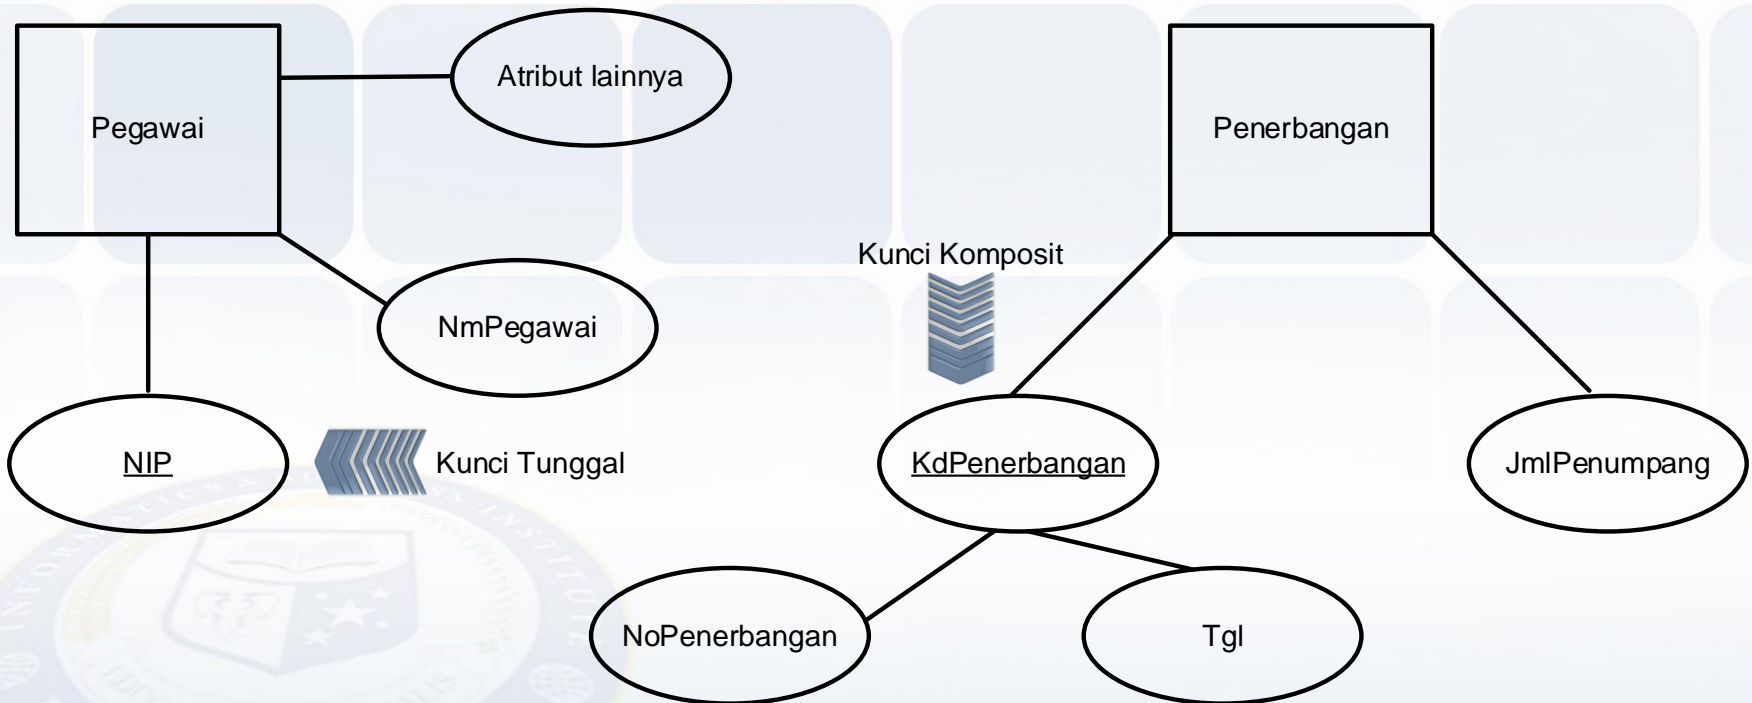 Atribut lainnya
Pegawai
Penerbangan
Kunci Komposit
NmPegawai
NIP
Kunci Tunggal
KdPenerbangan
JmlPenumpang
NoPenerbangan
Tgl